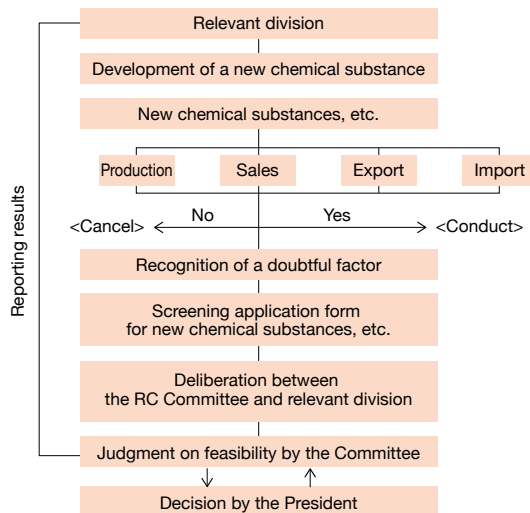 Relevant division
Development of a new chemical substance
New chemical substances, etc.
Production
Sales
Export
Import
No
Yes
<Cancel>
<Conduct>
Recognition of a doubtful factor
Screening application form
for new chemical substances, etc.
Deliberation between
the RC Committee and relevant division
Judgment on feasibility by the Committee
Decision by the President
Reporting results